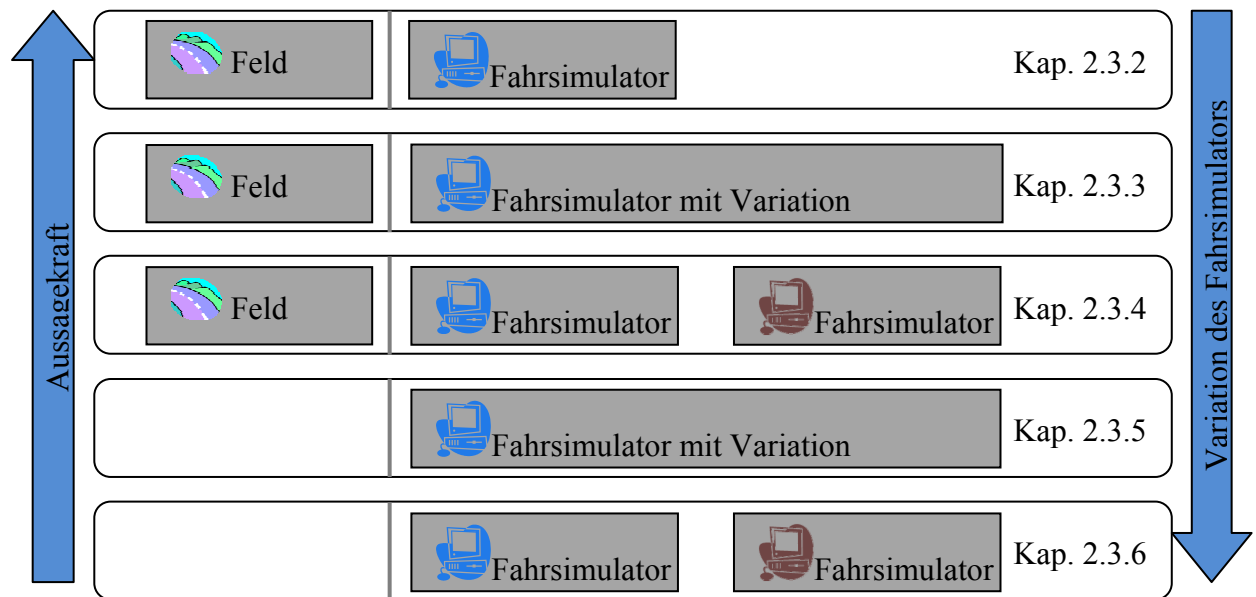 Aussagekraft
Feld
Fahrsimulator
Kap. 2.3.2
Feld
Fahrsimulator mit Variation
Kap. 2.3.3
Feld
Fahrsimulator
Fahrsimulator
Kap. 2.3.4
Fahrsimulator mit Variation
Kap. 2.3.5
Fahrsimulator
Fahrsimulator
Kap. 2.3.6
Variation des Fahrsimulators